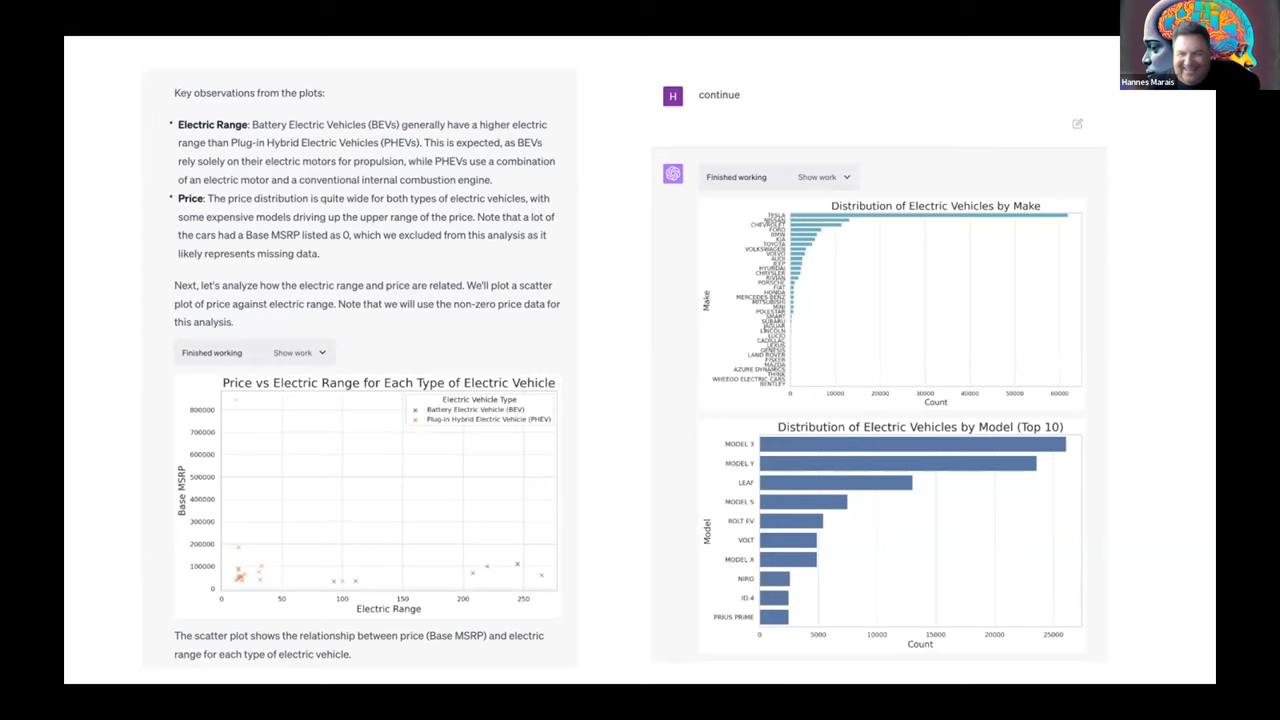 Hannes Marais
Key observations from the plots:
• Electric Range: Battery Electric Vehicles (BEVs) generally have a higher electric
range than Plug-in Hybrid Electric Vehicles (PHEVs). This is expected, as BEVs
rely solely on their electric motors for propulsion, while PHEVs use a combination
of an electric motor and a conventional internal combustion engine.
• Price: The price distribution is quite wide for both types of electric vehicles, with
some expensive models driving up the upper range of the price. Note that a lot of
the cars had a Base MSRP listed as 0, which we excluded from this analysis as it
likely represents missing data.
Next, let's analyze how the electric range and price are related. We'll plot a scatter
plot of price against electric range. Note that we will use the non-zero price data for
this analysis.
Finished working Show work
Price vs Electric Range for Each Type of Electric Vehicle
Electric Vehicle Type
Battery Electric Vehicle (BEV)
Plug-in Hybrid Electric Vehicle (PHEV)
Base MSRP
800000
700000
600000
500000
400000
300000
200000
100000
0
0 50 100 150 200 250
Electric Range
The scatter plot shows the relationship between price (Base MSRP) and electric
range for each type of electric vehicle.
H continue
Finished working Show work
Distribution of Electric Vehicles by Make
Make
TESLA
NISSAN
CHEVROLET
FORD
BMW
KIA
TOYOTA
VOLKSWAGEN
VOLVO
AUDI
JEEP
HYUNDAI
CHRYSLER
RIVIAN
PORSCHE
FIAT
HONDA
MERCEDES-BENZ
MITSUBISHI
MINI
POLESTAR
SMART
SUBARU
JAGUAR
LINCOLN
LUCID
CADILLAC
LEXUS
GENESIS
LAND ROVER
FISKER
MAZDA
AZURE DYNAMICS
THINK
WHEEGO ELECTRIC CARS
BENTLEY
0 10000 20000 30000 40000 50000 60000
Count
Distribution of Electric Vehicles by Model (Top 10)
Model
MODEL 3
MODEL Y
LEAF
MODEL S
BOLT EV
VOLT
MODEL X
NIRO
ID.4
PRIUS PRIME
0 5000 10000 15000 20000 25000
Count